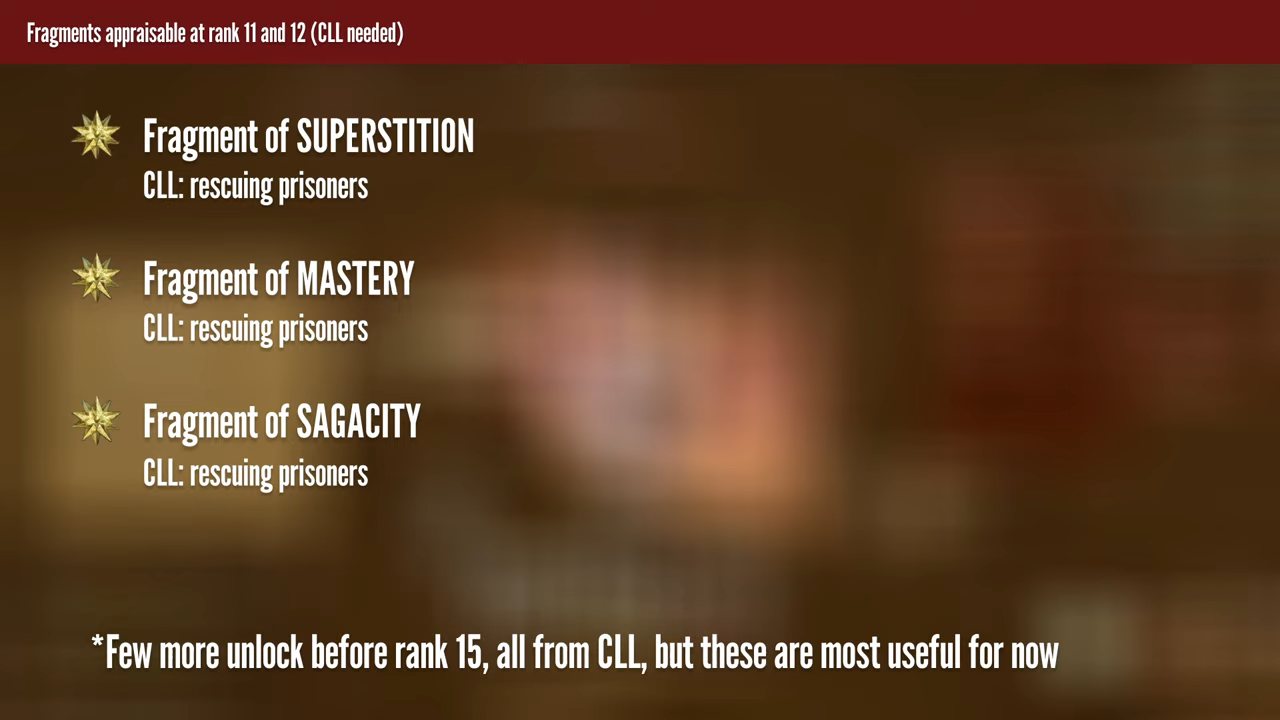 Fragments appraisable at rank 11 and 12 (CLL needed)
Fragment of SUPERSTITION
CLL: rescuing prisoners
Fragment of MASTERY
CLL: rescuing prisoners
Fragment of SAGACITY
CLL: rescuing prisoners
*Few more unlock before rank 15, all from CLL, but these are most useful for now